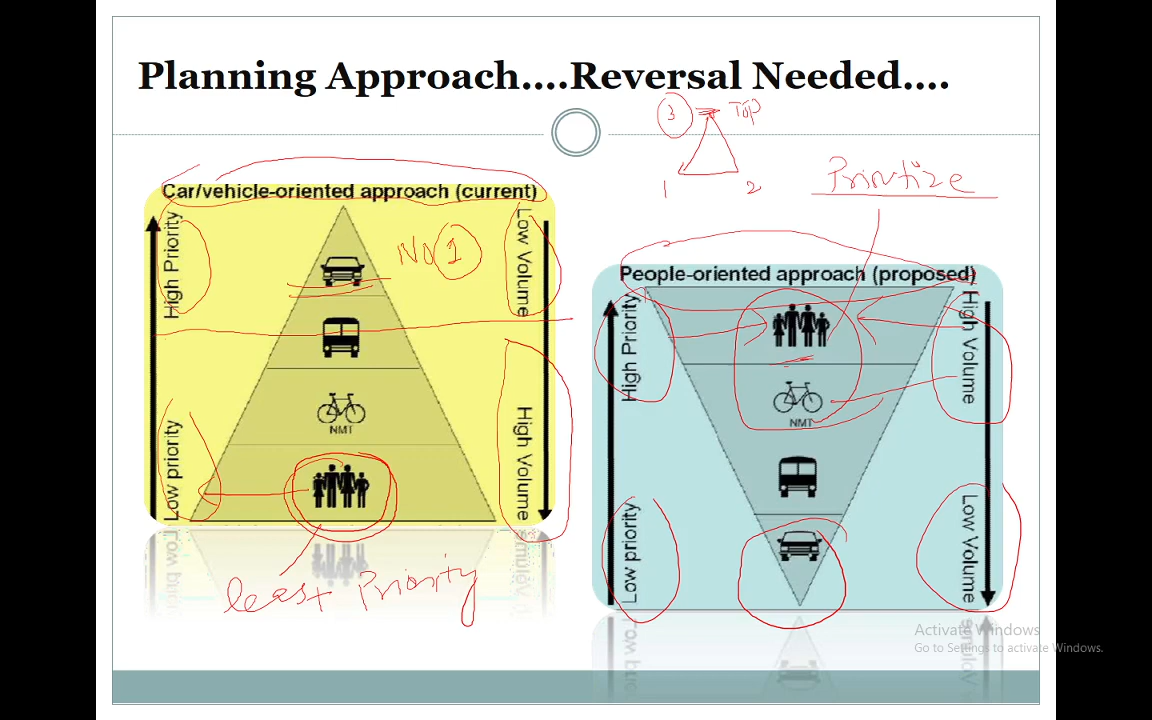 Planning Approach....Reversal Needed....
3 Top
1 2
Prioritize
Car/vehicle-oriented approach (current)
High Priority
Low Volume
No 1
NMT
Low priority
High Volume
least Priority
People-oriented approach (proposed)
High Priority
High Volume
NMT
Low priority
Low Volume
Activate Windows
Go to Settings to activate Windows.